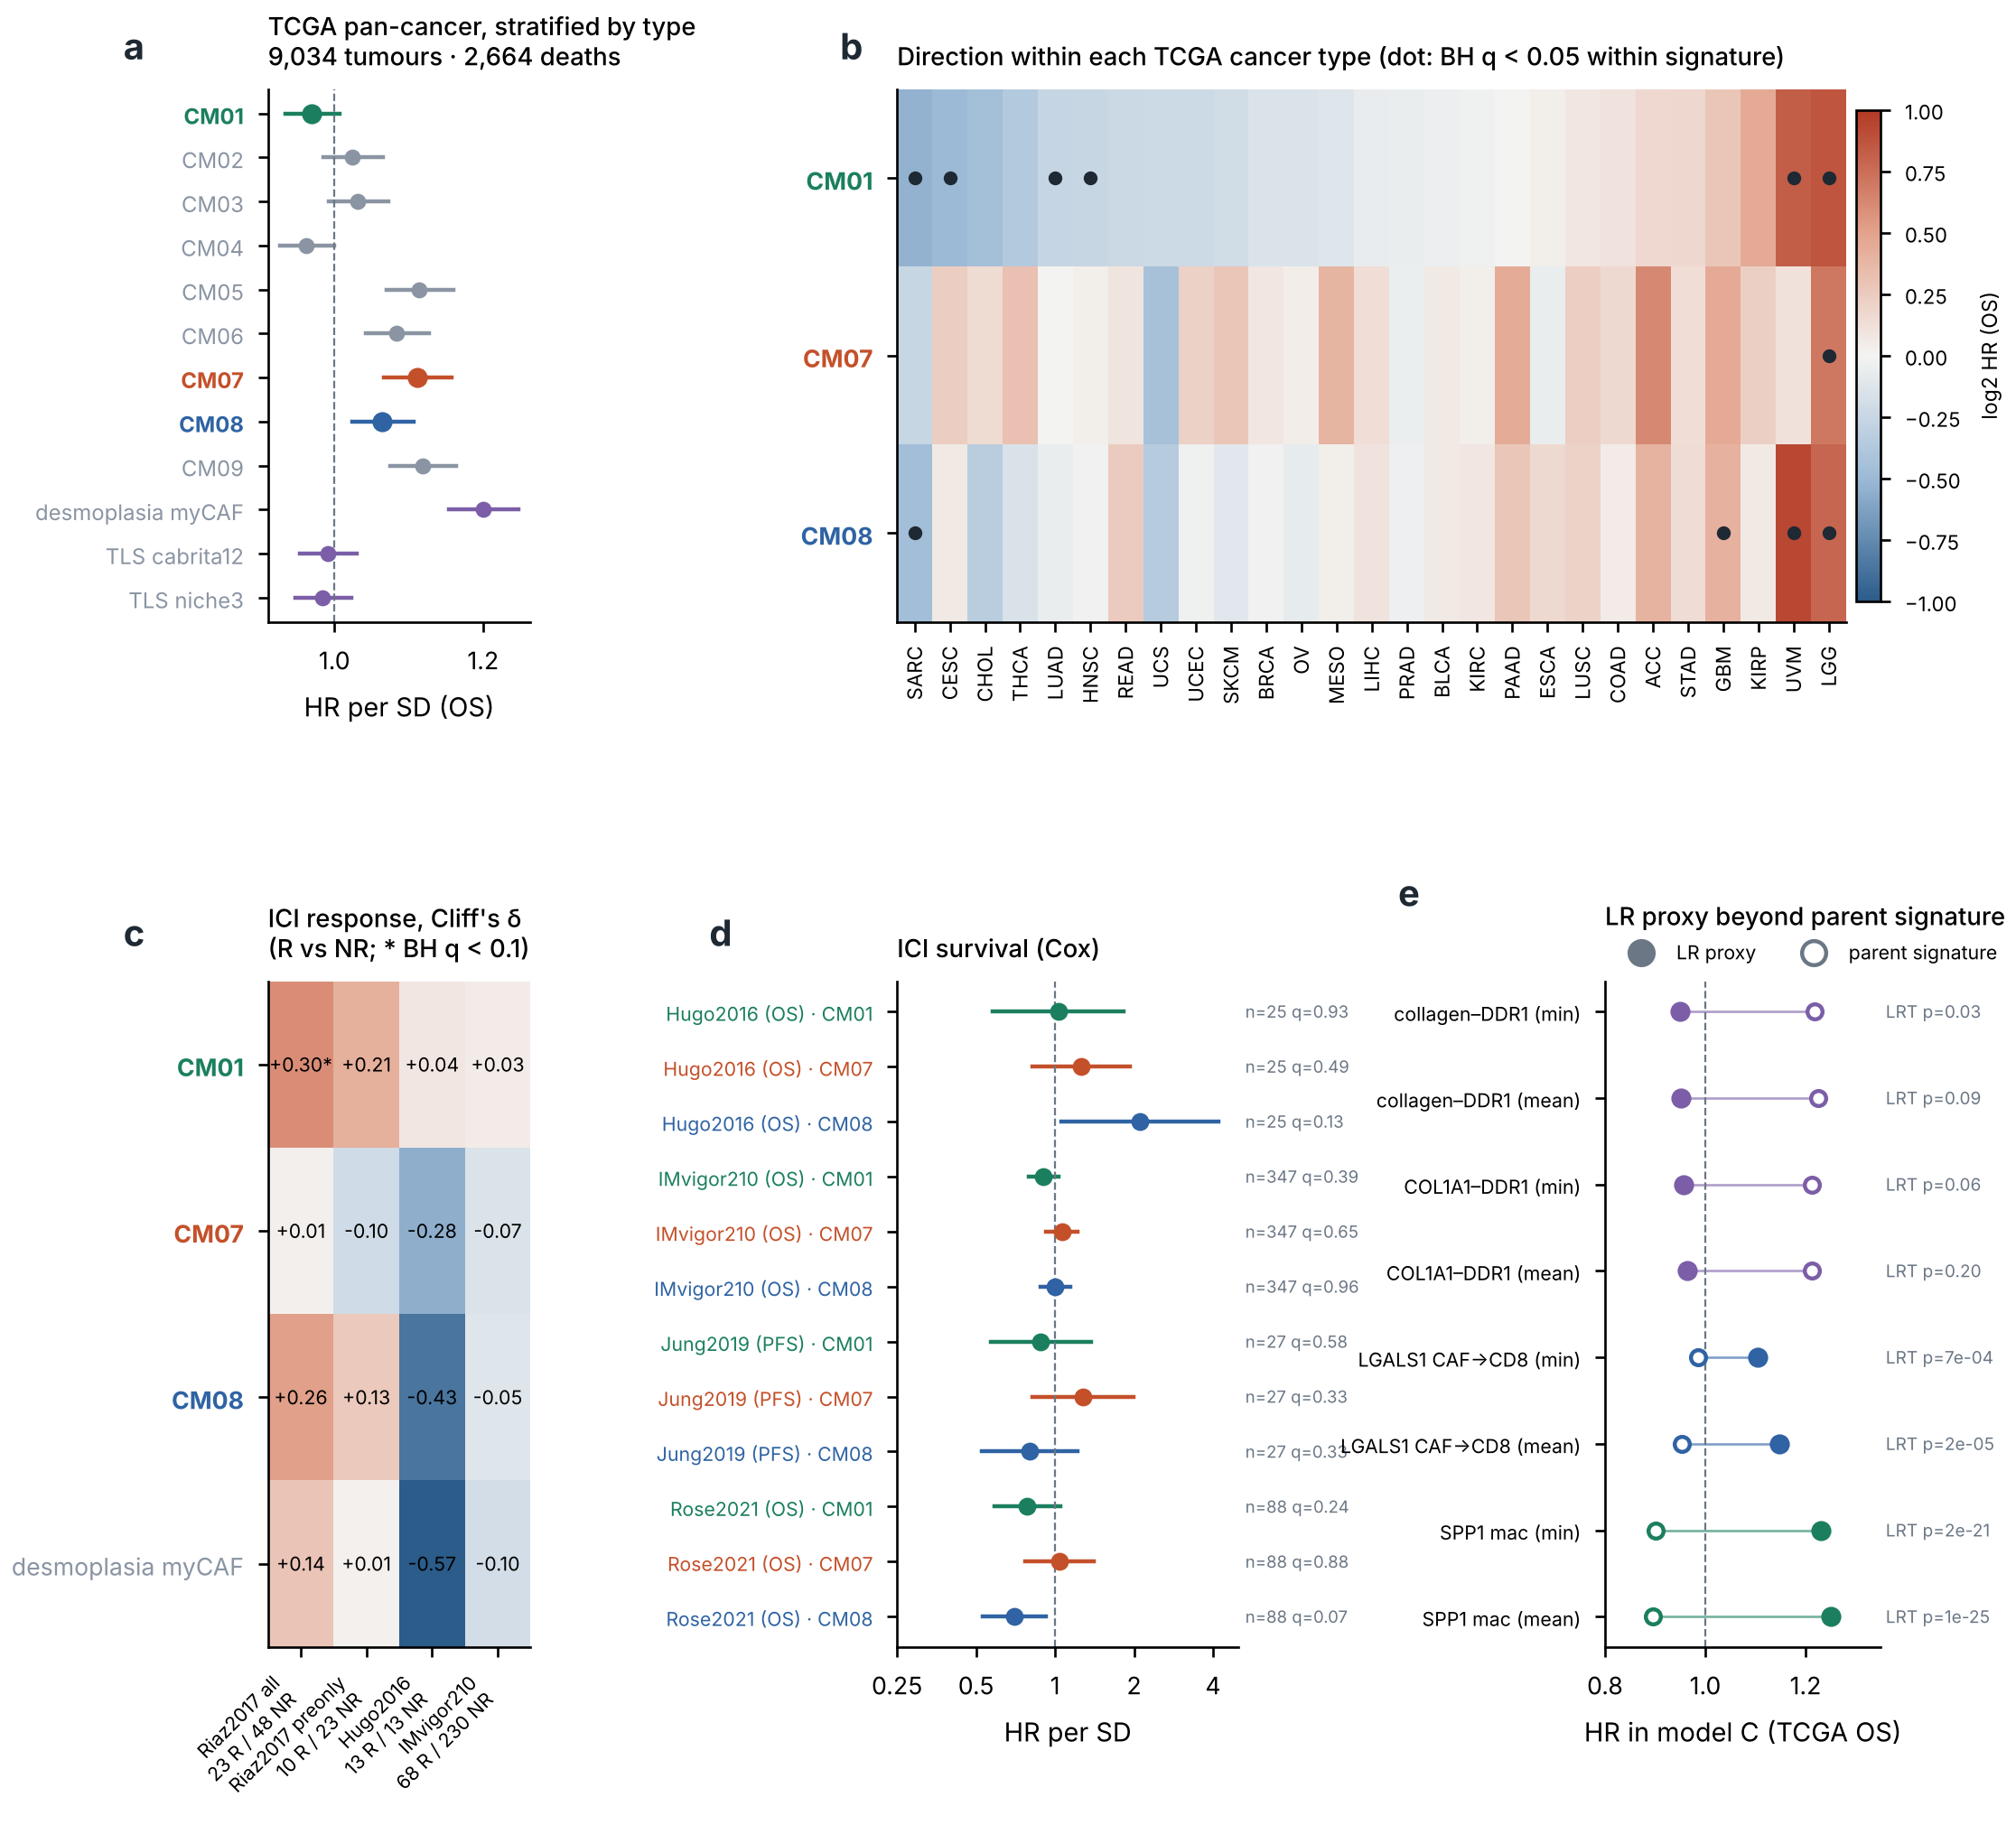 a
TCGA pan-cancer, stratified by type
9,034 tumours · 2,664 deaths
CM01
CM02
CM03
CM04
CM05
CM06
CM07
CM08
CM09
desmoplasia myCAF
TLS cabrita12
TLS niche3
1.0
1.2
HR per SD (OS)
b
Direction within each TCGA cancer type (dot: BH q < 0.05 within signature)
CM01
CM07
CM08
SARC
CESC
CHOL
THCA
LUAD
HNSC
READ
UCS
UCEC
SKCM
BRCA
OV
MESO
LIHC
PRAD
BLCA
KIRC
PAAD
ESCA
LUSC
COAD
ACC
STAD
GBM
KIRP
UVM
LGG
1.00
0.75
0.50
0.25
0.00
−0.25
−0.50
−0.75
−1.00
log2 HR (OS)
c
ICI response, Cliff's δ
(R vs NR; * BH q < 0.1)
CM01
+0.30* +0.21 +0.04 +0.03
CM07
+0.01 -0.10 -0.28 -0.07
CM08
+0.26 +0.13 -0.43 -0.05
desmoplasia myCAF
+0.14 +0.01 -0.57 -0.10
Riaz2017 all
23 R / 48 NR
Riaz2017 preonly
10 R / 23 NR
Hugo2016
13 R / 13 NR
IMvigor210
68 R / 230 NR
d
ICI survival (Cox)
Hugo2016 (OS) · CM01
n=25 q=0.93
Hugo2016 (OS) · CM07
n=25 q=0.49
Hugo2016 (OS) · CM08
n=25 q=0.13
IMvigor210 (OS) · CM01
n=347 q=0.39
IMvigor210 (OS) · CM07
n=347 q=0.65
IMvigor210 (OS) · CM08
n=347 q=0.96
Jung2019 (PFS) · CM01
n=27 q=0.58
Jung2019 (PFS) · CM07
n=27 q=0.33
Jung2019 (PFS) · CM08
n=27 q=0.33
Rose2021 (OS) · CM01
n=88 q=0.24
Rose2021 (OS) · CM07
n=88 q=0.88
Rose2021 (OS) · CM08
n=88 q=0.07
0.25
0.5
1
2
4
HR per SD
e
LR proxy beyond parent signature
LR proxy
parent signature
collagen–DDR1 (min)
LRT p=0.03
collagen–DDR1 (mean)
LRT p=0.09
COL1A1–DDR1 (min)
LRT p=0.06
COL1A1–DDR1 (mean)
LRT p=0.20
LGALS1 CAF→CD8 (min)
LRT p=7e-04
LGALS1 CAF→CD8 (mean)
LRT p=2e-05
SPP1 mac (min)
LRT p=2e-21
SPP1 mac (mean)
LRT p=1e-25
0.8
1.0
1.2
HR in model C (TCGA OS)